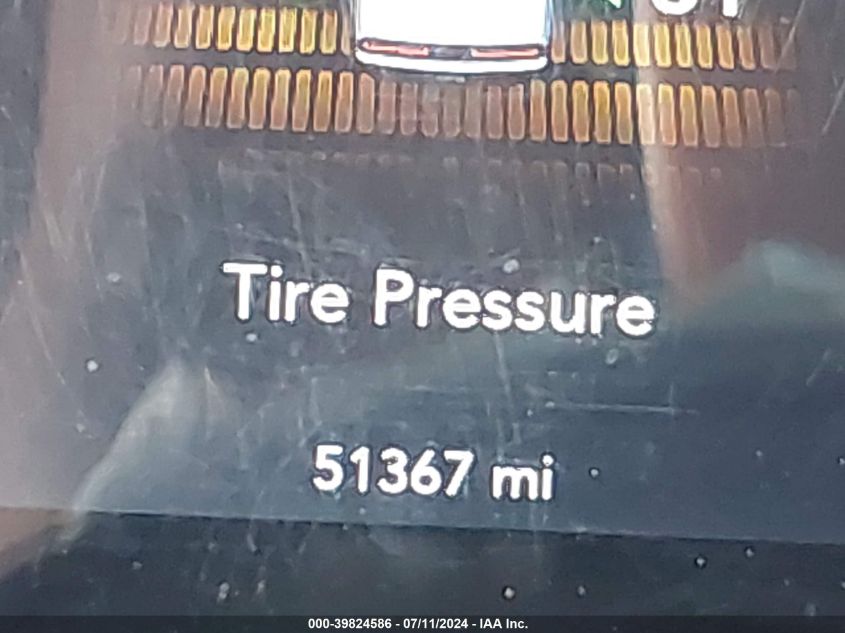 Tire Pressure
51367 mi
000-39824586 - 07/11/2024 - IAA Inc.